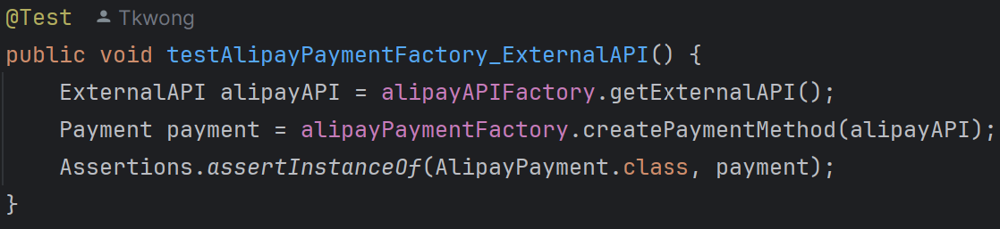 @Test Tkwong
public void testAlipayPaymentFactory_ExternalAPI() {
ExternalAPI alipayAPI = alipayAPIFactory.getExternalAPI();
Payment payment = alipayPaymentFactory.createPaymentMethod(alipayAPI);
Assertions.assertInstanceOf(AlipayPayment.class, payment);
}